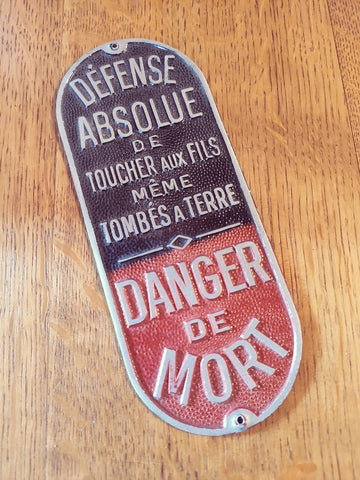 DÉFENSE
ABSOLUE
DE
TOUCHER AUX FILS
MÊME
TOMBÉS A TERRE
DANGER
DE
MORT